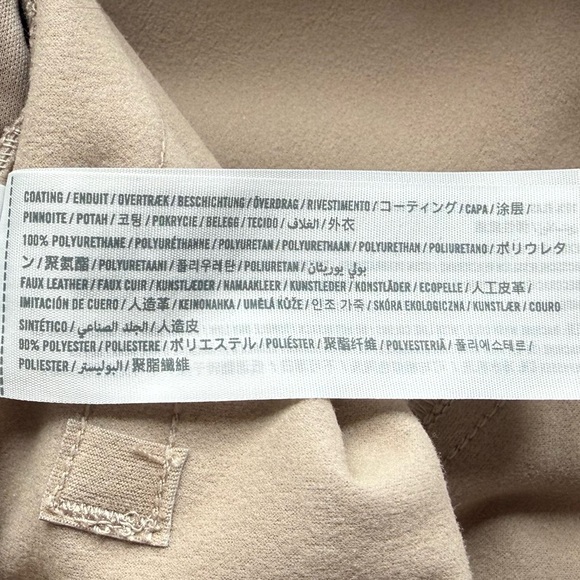 COATING / ENDUIT / OVERTRÆK / BESCHICHTUNG / ÖVERDRAG / RIVESTIMENTO / コーティング / CAPA / 涂层 /
PINNOITE / POTAH / 코팅 / POKRYCIE / BELEGG / TECIDO / الغلاف / 外衣
100% POLYURETHANE / POLYURÉTHANNE / POLYURETAN / POLYURETHAAN / POLYURETHAN / POLIURETANO / ポリウレタ
ン / 聚氨酯 / POLYURETAANI / 폴리우레탄 / POLIURETAN / بولي يوريثان
FAUX LEATHER / FAUX CUIR / KUNSTLÆDER / NAMAAKLEER / KUNSTLEDER / KONSTLÄDER / ECOPELLE / 人工皮革 /
IMITACIÓN DE CUERO / 人造革 / KEINONAHKA / UMĚLÁ KŮŽE / 인조 가죽 / SKÓRA EKOLOGICZNA / KUNSTLÆR / COURO
SINTÉTICO / الجلد الصناعي / 人造皮
90% POLYESTER / POLIESTERE / ポリエステル / POLIÉSTER / 聚酯纤维 / POLYESTERIÄ / 폴리에스테르 /
POLIESTER / البوليستر / 聚脂纖維